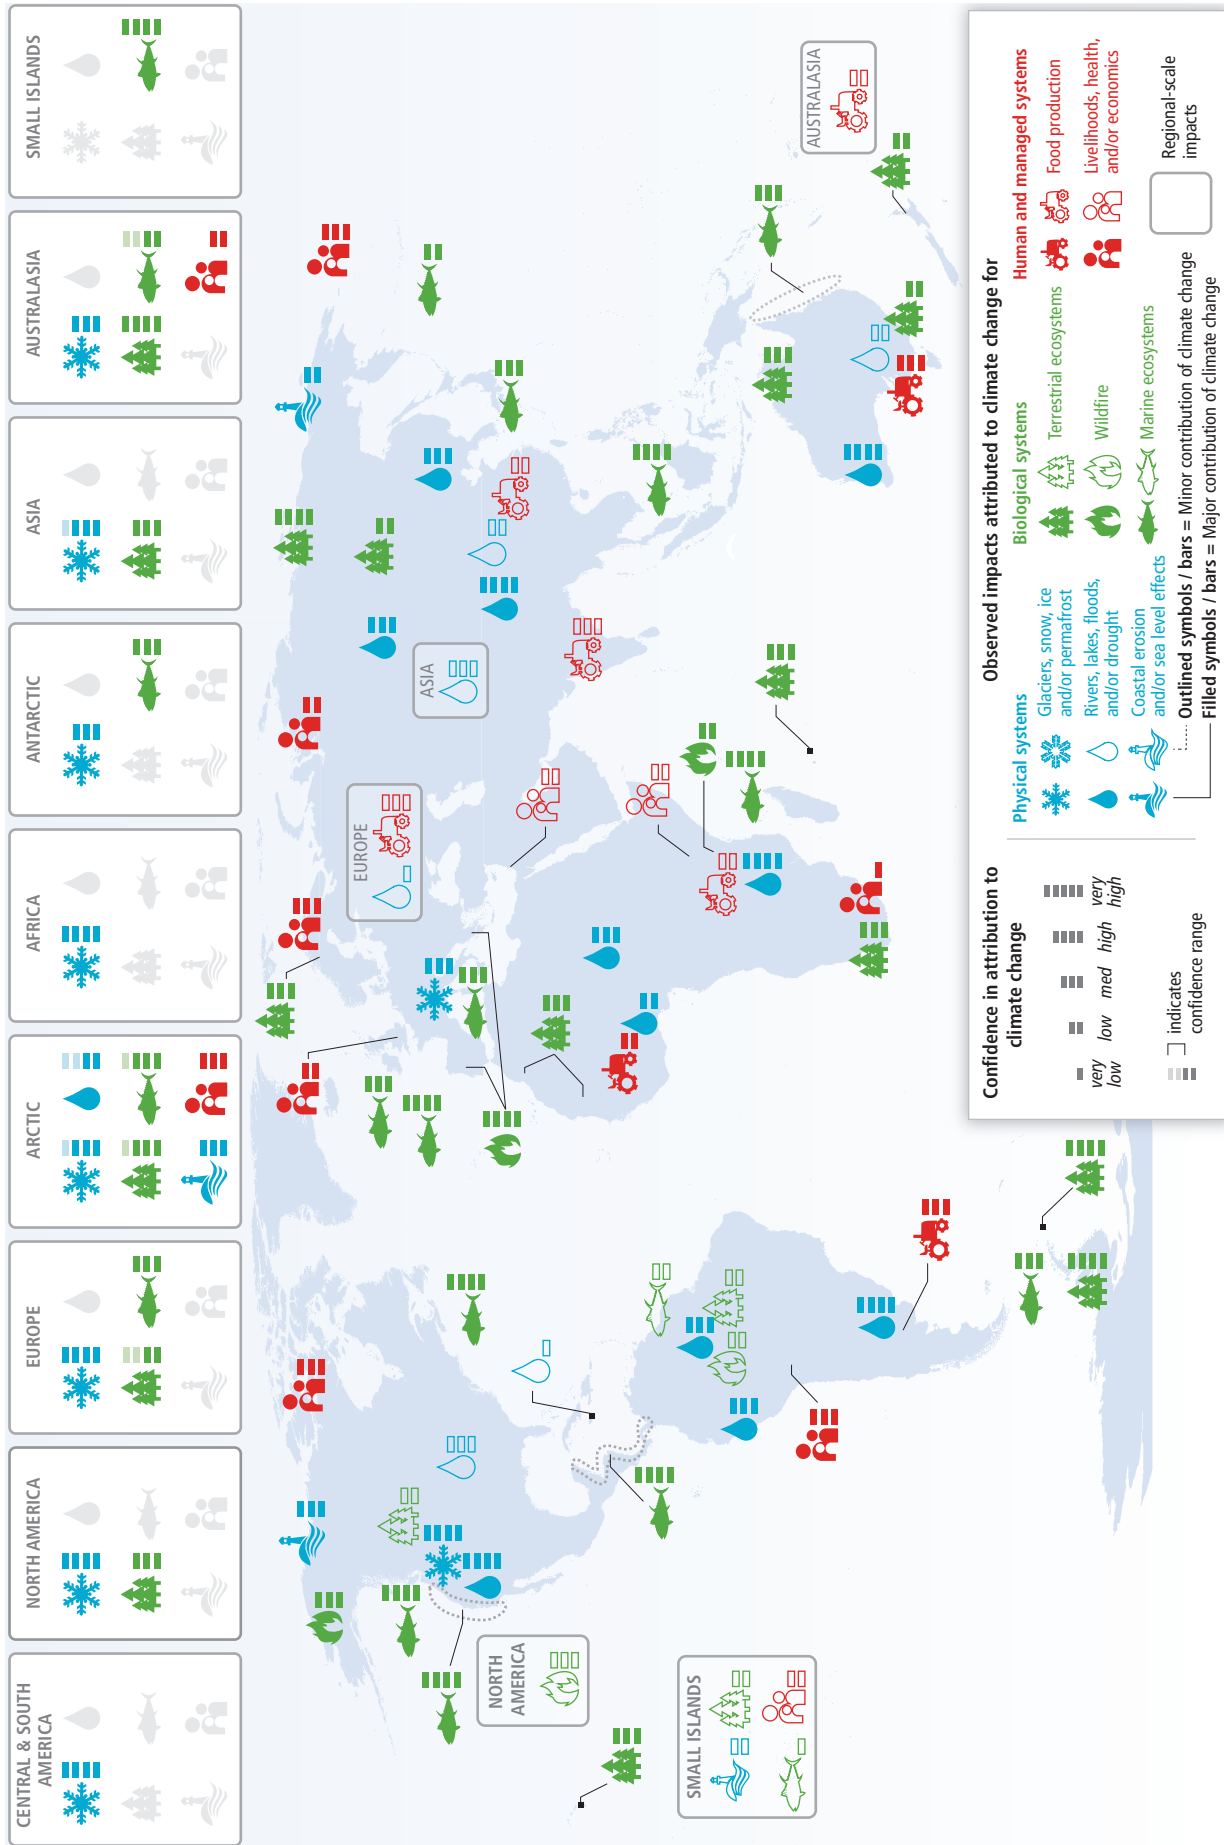 CENTRAL & SOUTH
AMERICA
NORTH AMERICA
EUROPE
ARCTIC
AFRICA
ANTARCTIC
ASIA
AUSTRALASIA
SMALL ISLANDS
EUROPE
ASIA
NORTH
AMERICA
SMALL ISLANDS
AUSTRALASIA
Confidence in attribution to
climate change
very
low
low
med
high
very
high
indicates
confidence range
Observed impacts attributed to climate change for
Physical systems
Glaciers, snow, ice
and/or permafrost
Rivers, lakes, floods,
and/or drought
Coastal erosion
and/or sea level effects
Biological systems
Terrestrial ecosystems
Wildfire
Marine ecosystems
Human and managed systems
Food production
Livelihoods, health,
and/or economics
Regional-scale
impacts
Outlined symbols / bars = Minor contribution of climate change
Filled symbols / bars = Major contribution of climate change